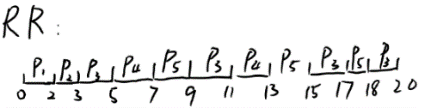 RR:
P₁ P₂ P₃ P₄ P₅ P₃ P₄ P₅ P₃ P₅ P₃
0 2 3 5 7 9 11 13 15 17 18 20